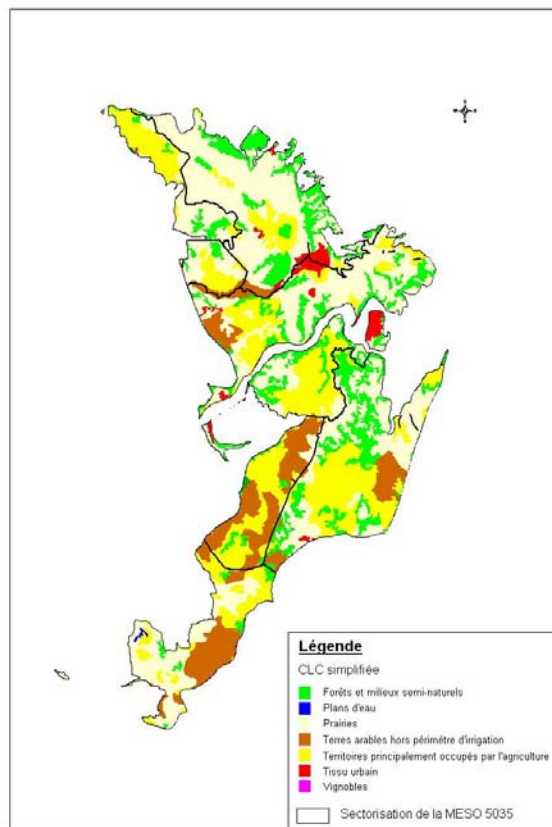 Légende
CLC simplifiée
Forêts et milieux semi-naturels
Plans d'eau
Prairies
Terres arables hors périmétre d'irrigation
Territoires principalement occupés par l'agriculture
Tissu urbain
Vignobles
Sectorisation de la MESO 5035